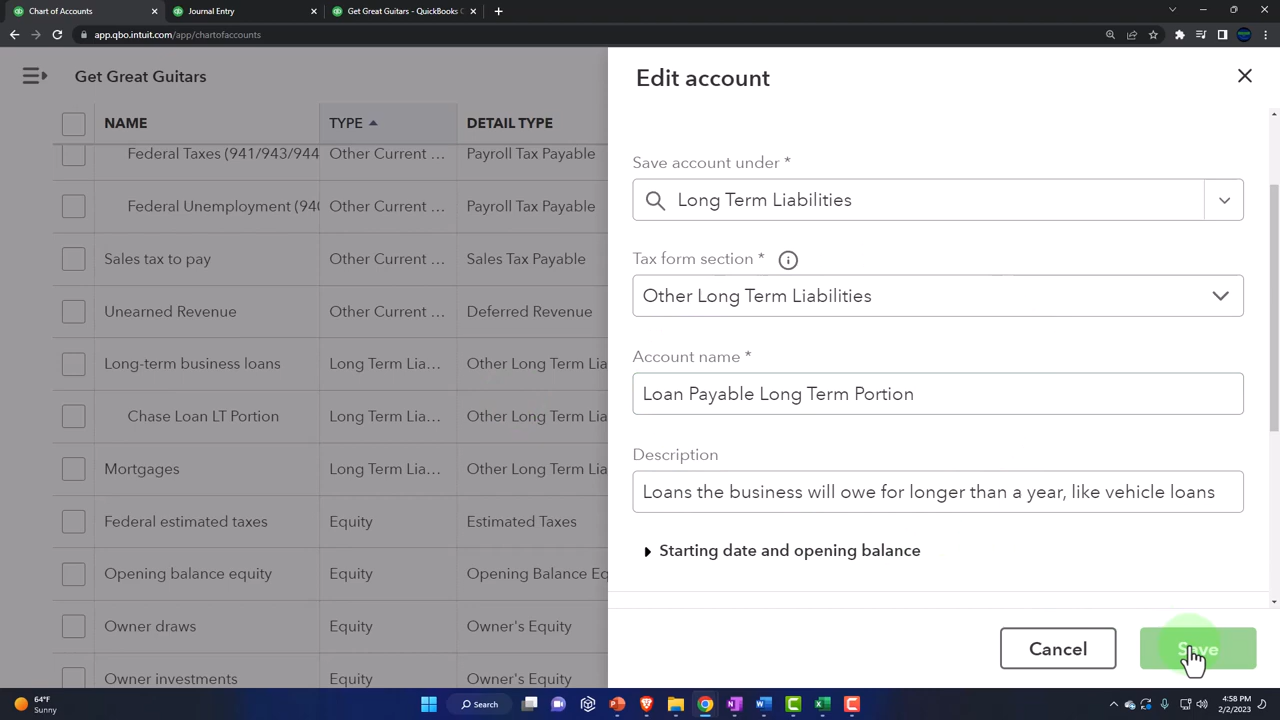 Chart of Accounts
Journal Entry
Get Great Guitars - QuickBooks O
app.qbo.intuit.com/app/chartofaccounts
Get Great Guitars
Edit account
NAME TYPE DETAIL TYPE
Federal Taxes (941/943/944 Other Current ... Payroll Tax Payable
Federal Unemployment (940 Other Current ... Payroll Tax Payable
Sales tax to pay Other Current ... Sales Tax Payable
Unearned Revenue Other Current ... Deferred Revenue
Long-term business loans Long Term Lia... Other Long Term Lia
Chase Loan LT Portion Long Term Lia... Other Long Term Lia
Mortgages Long Term Lia... Other Long Term Lia
Federal estimated taxes Equity Estimated Taxes
Opening balance equity Equity Opening Balance Eq
Owner draws Equity Owner's Equity
Owner investments Equity Owner's Equity
Save account under *
Long Term Liabilities
Tax form section *
Other Long Term Liabilities
Account name *
Loan Payable Long Term Portion
Description
Loans the business will owe for longer than a year, like vehicle loans
Starting date and opening balance
Cancel Save
64°F
Sunny
Search
4:58 PM
2/2/2023